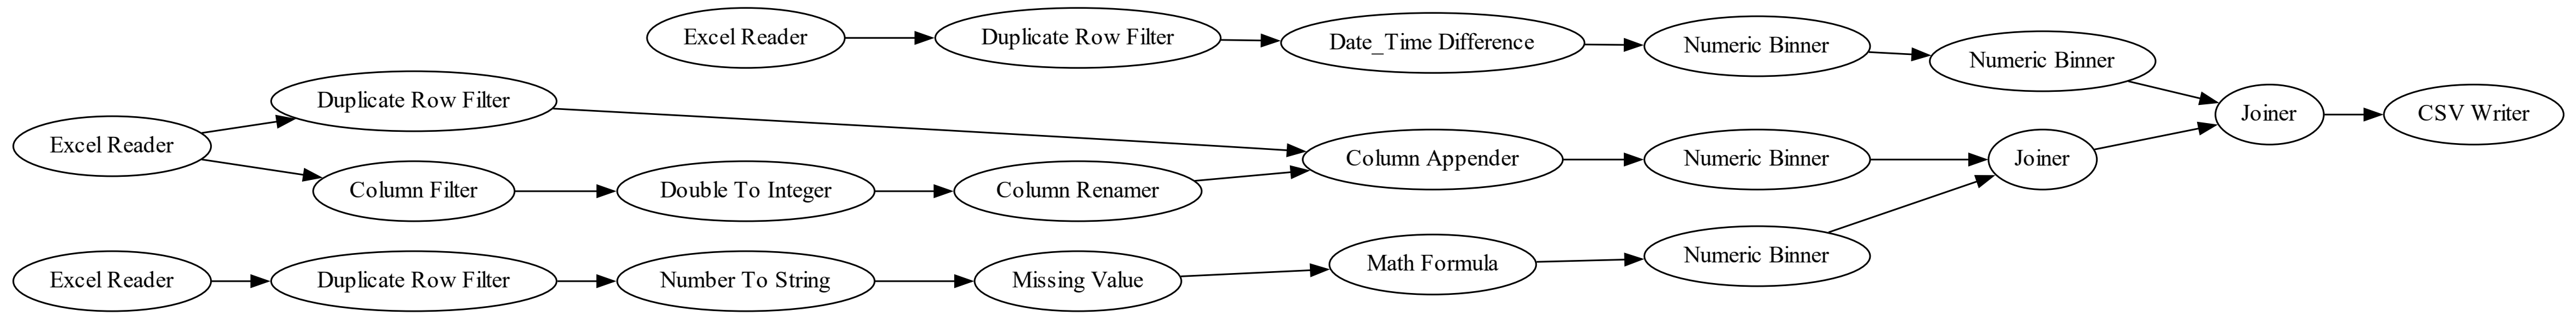 Excel Reader
Duplicate Row Filter
Date_Time Difference
Numeric Binner
Numeric Binner
Duplicate Row Filter
Joiner
CSV Writer
Excel Reader
Column Appender
Numeric Binner
Joiner
Column Filter
Double To Integer
Column Renamer
Excel Reader
Duplicate Row Filter
Number To String
Missing Value
Math Formula
Numeric Binner